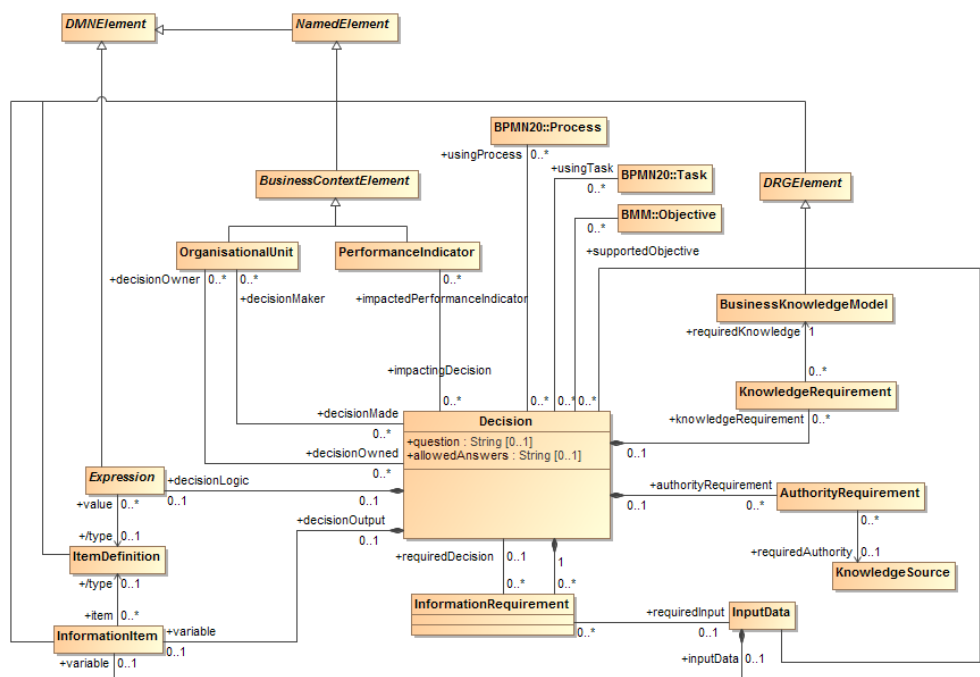 DMNElement
NamedElement
BPMN20::Process
+usingProcess
0..*
+usingTask
BPMN20::Task
0..*
BusinessContextElement
DRGElement
BMM::Objective
0..*
+supportedObjective
OrganisationalUnit
PerformanceIndicator
+decisionOwner
0..*
0..*
0..*
+decisionMaker
+impactedPerformanceIndicator
BusinessKnowledgeModel
+requiredKnowledge
1
+impactingDecision
0..*
KnowledgeRequirement
+decisionMade
0..*
0..*
0..*
0..*
0..*
+knowledgeRequirement
0..*
0..*
Decision
+question : String [0..1]
+allowedAnswers : String [0..1]
0..1
+decisionOwned
0..*
Expression
+decisionLogic
0..1
0..1
+value
0..*
+authorityRequirement
0..1
0..*
AuthorityRequirement
+decisionOutput
0..1
0..*
+/type
0..1
ItemDefinition
+/type
0..1
+requiredDecision
0..1
1
+requiredAuthority
0..1
KnowledgeSource
0..*
0..*
InformationRequirement
+item
0..*
InformationItem
+variable
0..1
+requiredInput
0..*
0..1
InputData
+variable
0..1
+inputData
0..1